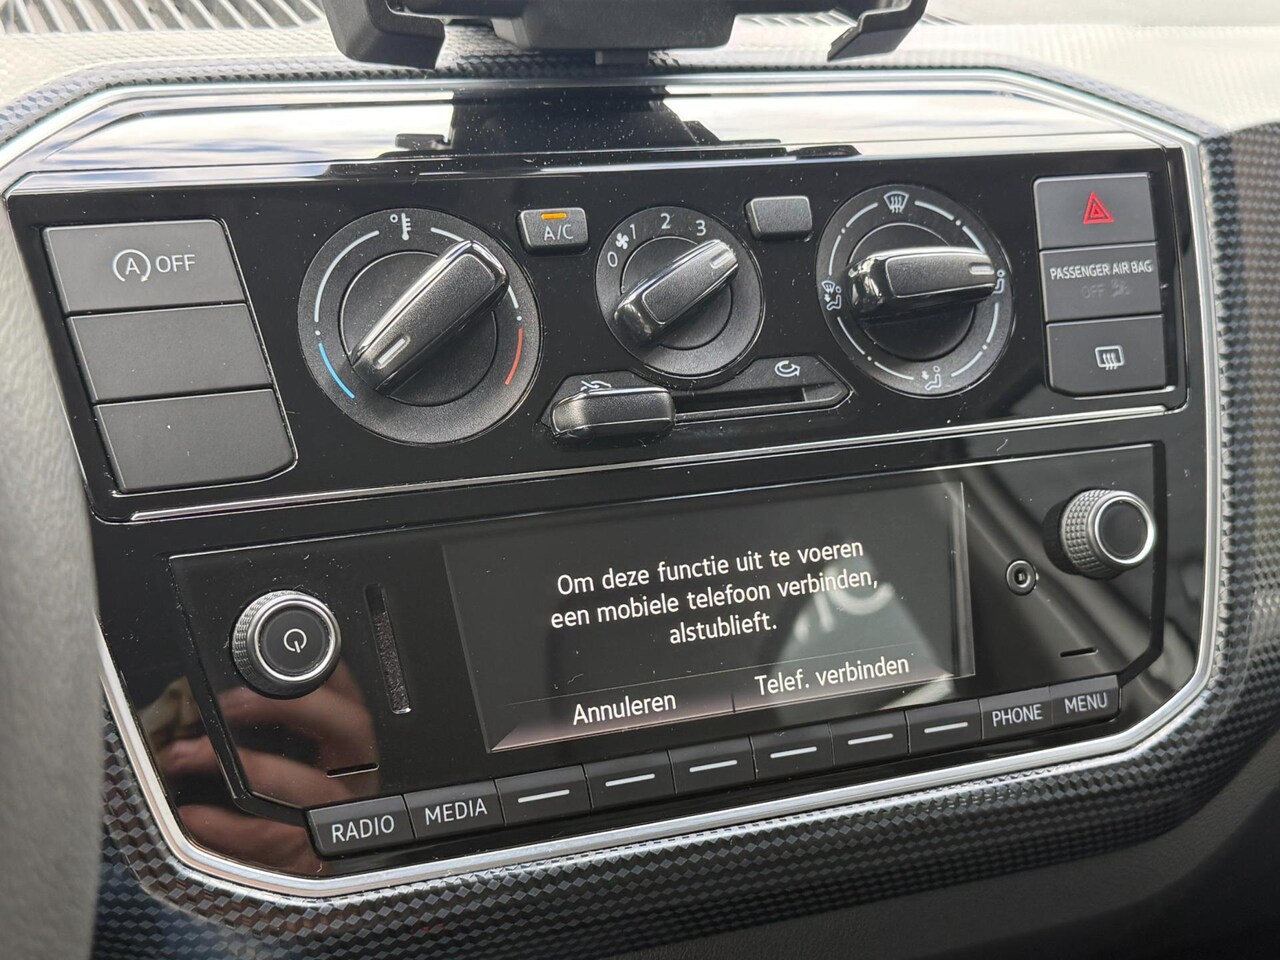 A OFF
A/C
0 1 2 3
PASSENGER AIR BAG
OFF
Om deze functie uit te voeren
een mobiele telefoon verbinden,
alstublieft.
Annuleren
Telef. verbinden
RADIO
MEDIA
PHONE
MENU